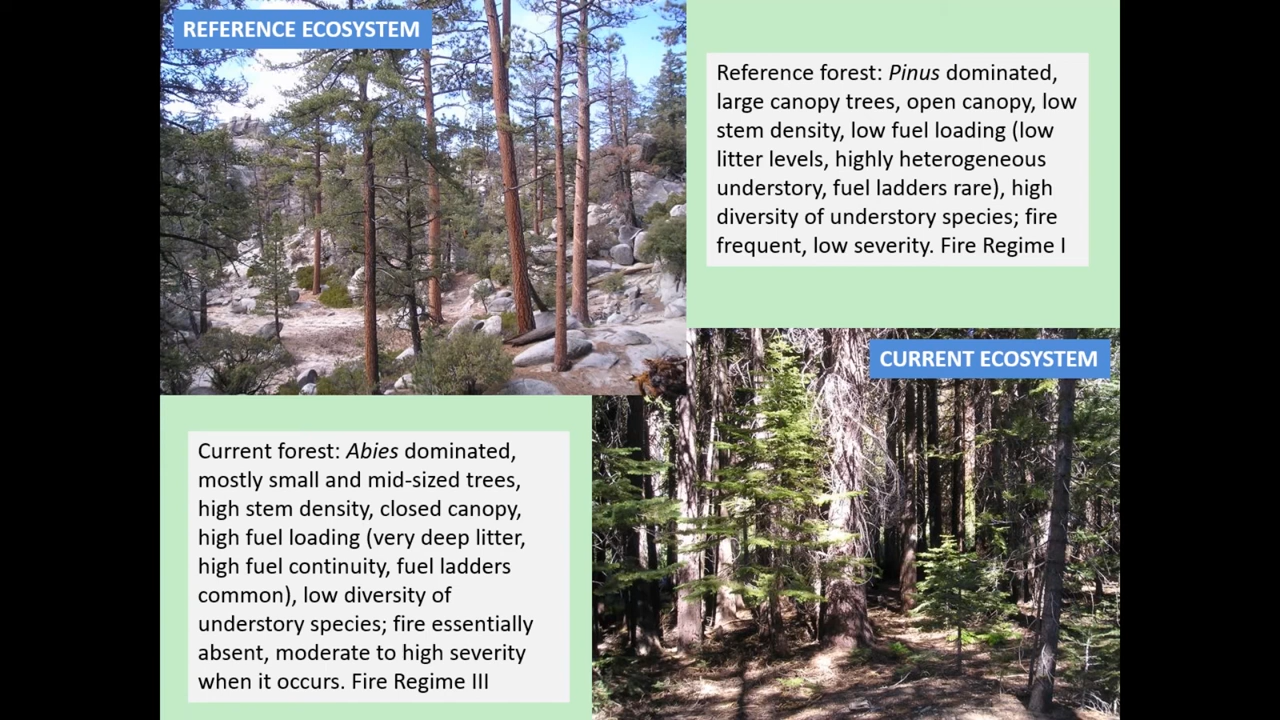 REFERENCE ECOSYSTEM
Reference forest: Pinus dominated,
large canopy trees, open canopy, low
stem density, low fuel loading (low
litter levels, highly heterogeneous
understory, fuel ladders rare), high
diversity of understory species; fire
frequent, low severity. Fire Regime I
CURRENT ECOSYSTEM
Current forest: Abies dominated,
mostly small and mid-sized trees,
high stem density, closed canopy,
high fuel loading (very deep litter,
high fuel continuity, fuel ladders
common), low diversity of
understory species; fire essentially
absent, moderate to high severity
when it occurs. Fire Regime III